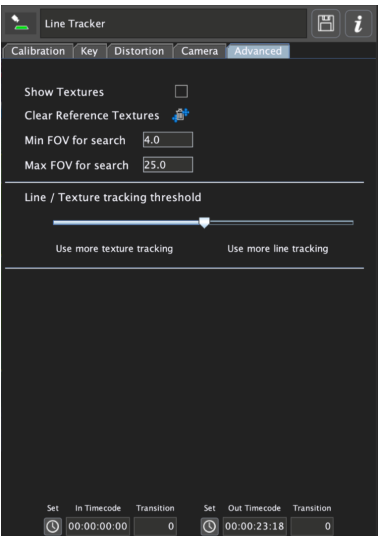 Line Tracker
i
Calibration Key Distortion Camera Advanced
Show Textures
Clear Reference Textures
Min FOV for search 4.0
Max FOV for search 25.0
Line / Texture tracking threshold
Use more texture tracking Use more line tracking
Set In Timecode Transition Set Out Timecode Transition
00:00:00:00 0 00:00:23:18 0